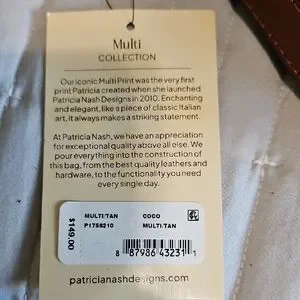 Multi
COLLECTION
Our iconic Multi Print was the very first
print Patricia created when she launched
Patricia Nash Designs in 2010. Enchanting
and elegant, like a piece of classic Italian
art, it always makes a striking statement.
At Patricia Nash, we have an appreciation
for exceptional quality above all else. We
pour everything into the construction of
this bag, from the best quality leathers and
hardware, to the functionality you need
every single day.
$149.00
MULTI/TAN COCO
P1758210 MULTI/TAN
8 87986 43231 1
patricianashdesigns.com